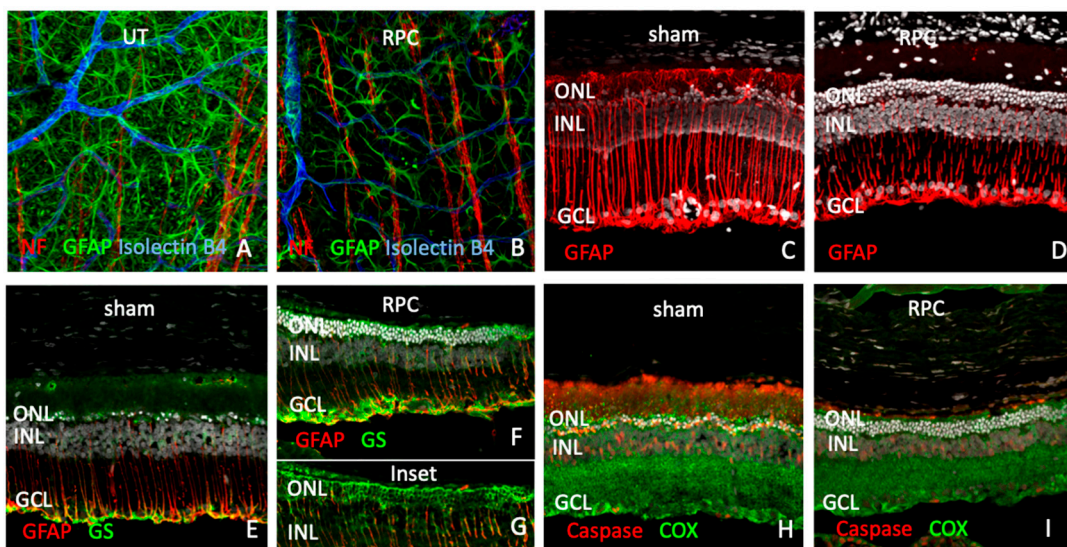 UT
NF GFAP Isolectin B4 A
RPC
NF GFAP Isolectin B4 B
sham
ONL
INL
GCL
GFAP C
RPC
ONL
INL
GCL
GFAP D
sham
ONL
INL
GCL
GFAP GS E
RPC
ONL
INL
GCL
GFAP GS F
Inset
ONL
INL G
sham
ONL
INL
GCL
Caspase COX H
RPC
ONL
INL
GCL
Caspase COX I